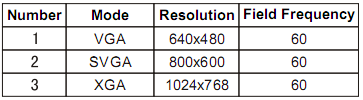 Number Mode Resolution Field Frequency
1 VGA 640x480 60
2 SVGA 800x600 60
3 XGA 1024x768 60